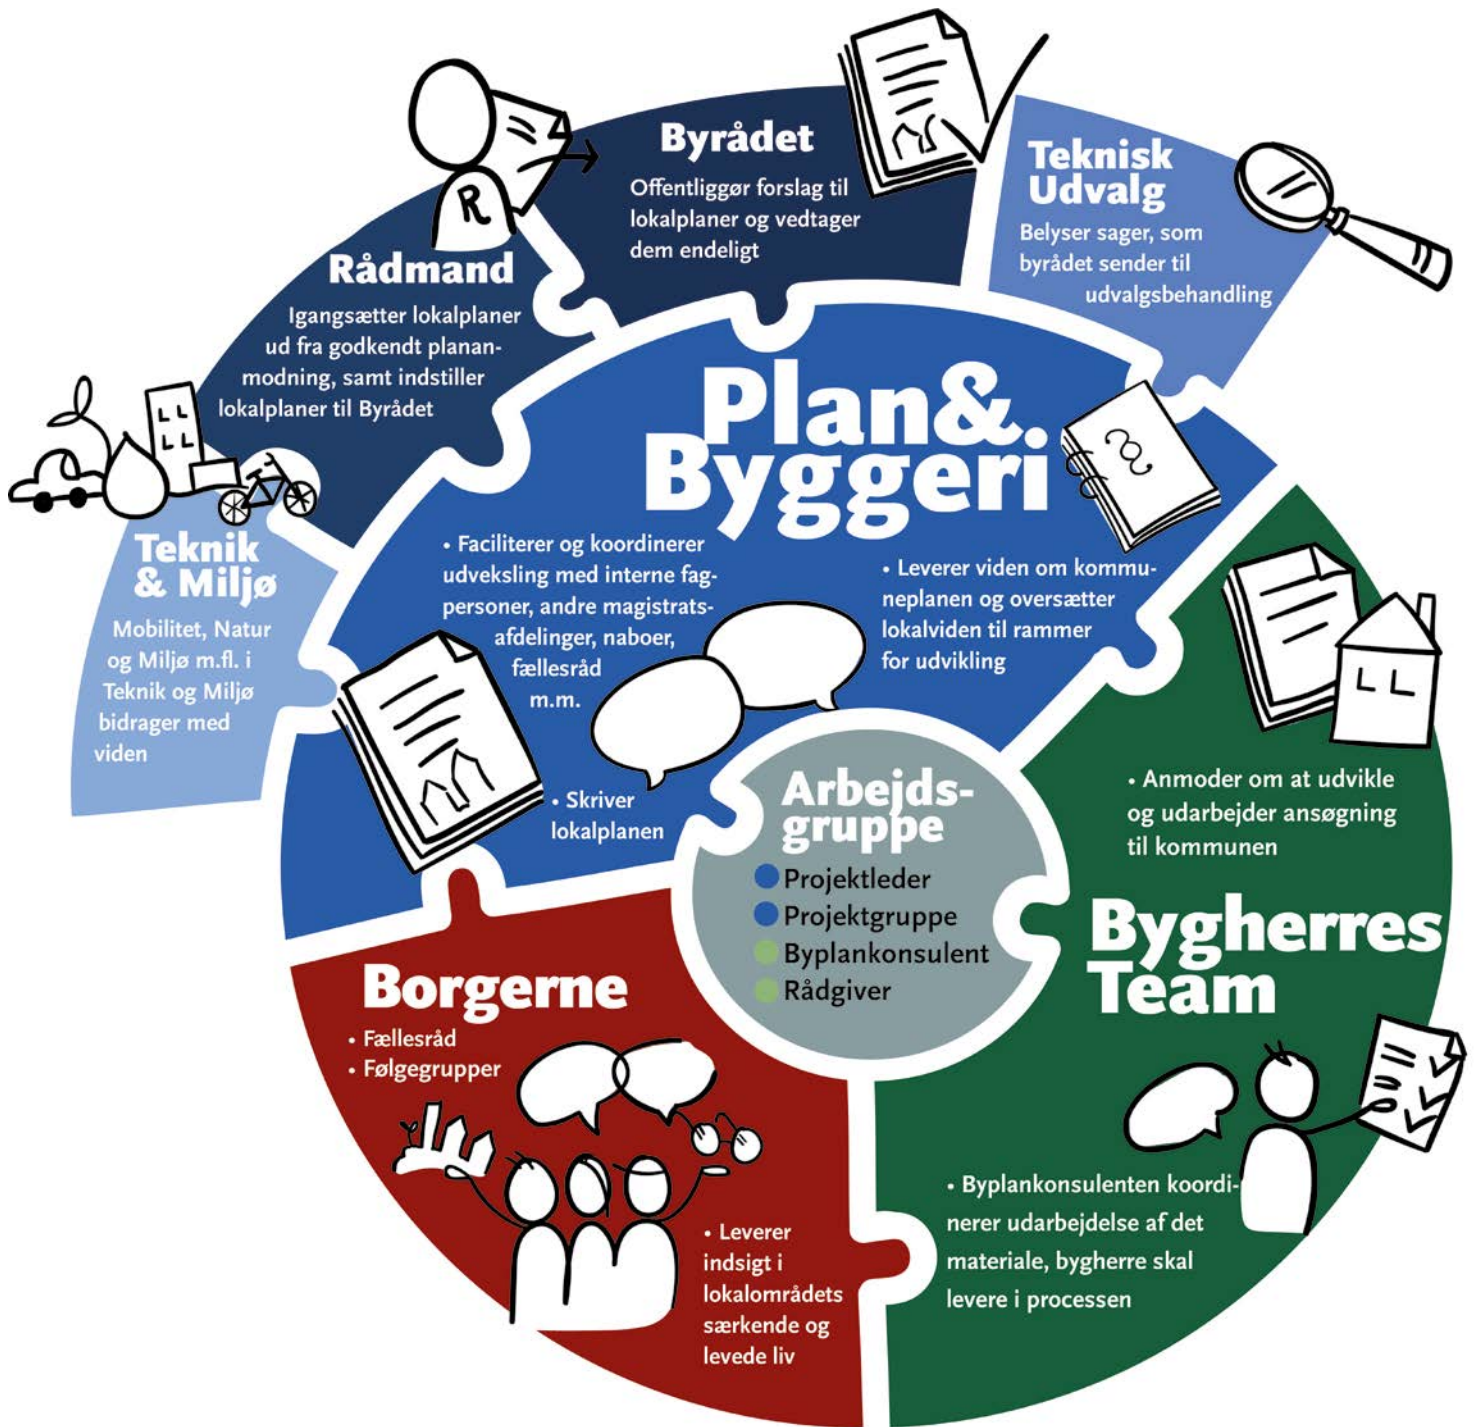 Byrådet
Offentliggør forslag til
lokalplaner og vedtager
dem endeligt
Teknisk
Udvalg
Belyser sager, som
byrådet sender til
udvalgsbehandling
R
Rådmand
Igangsætter lokalplaner
ud fra godkendt planan-
modning, samt indstiller
lokalplaner til Byrådet
Teknik
& Miljø
Mobilitet, Natur
og Miljø m.fl. i
Teknik og Miljø
bidrager med
viden
Plan&
Byggeri
§
• Faciliterer og koordinerer
udveksling med interne fag-
personer, andre magistrats-
afdelinger, naboer,
fællesråd
m.m.
• Leverer viden om kommu-
neplanen og oversætter
lokalviden til rammer
for udvikling
• Skriver
lokalplanen
Arbejds-
gruppe
Projektleder
Projektgruppe
Byplankonsulent
Rådgiver
• Anmoder om at udvikle
og udarbejder ansøgning
til kommunen
Bygherres
Team
• Byplankonsulenten koordi-
nerer udarbejdelse af det
materiale, bygherre skal
levere i processen
Borgerne
• Fællesråd
• Følgegrupper
• Leverer
indsigt i
lokalområdets
særkende og
levede liv